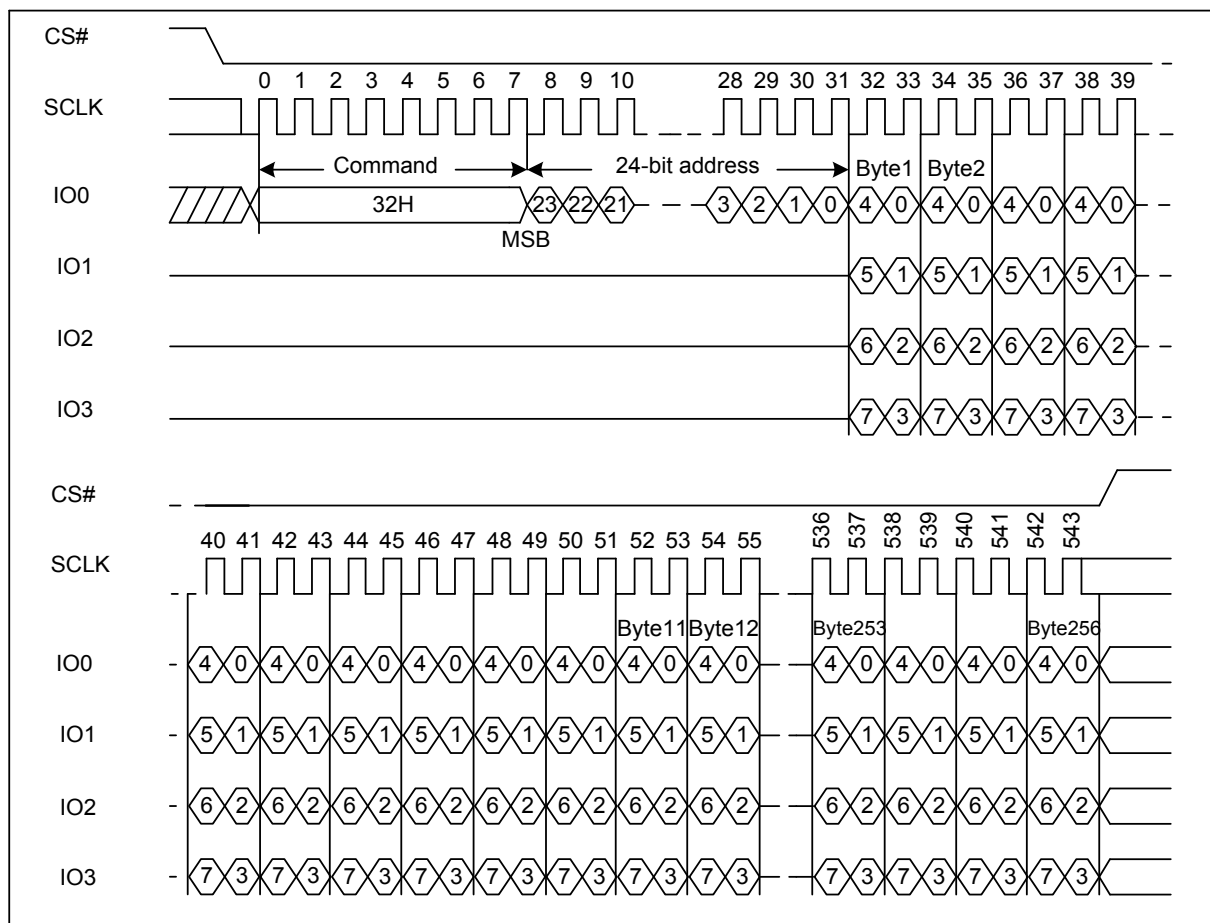 CS#
0 1 2 3 4 5 6 7 8 9 10 28 29 30 31 32 33 34 35 36 37 38 39
SCLK
Command 24-bit address Byte1 Byte2
IO0 32H 23 22 21 3 2 1 0 4 0 4 0 4 0 4 0
MSB
IO1 5 1 5 1 5 1 5 1
IO2 6 2 6 2 6 2 6 2
IO3 7 3 7 3 7 3 7 3
CS#
40 41 42 43 44 45 46 47 48 49 50 51 52 53 54 55 536 537 538 539 540 541 542 543
SCLK
Byte11 Byte12 Byte253 Byte256
IO0 4 0 4 0 4 0 4 0 4 0 4 0 4 0 4 0 4 0 4 0 4 0 4 0
IO1 5 1 5 1 5 1 5 1 5 1 5 1 5 1 5 1 5 1 5 1 5 1 5 1
IO2 6 2 6 2 6 2 6 2 6 2 6 2 6 2 6 2 6 2 6 2 6 2 6 2
IO3 7 3 7 3 7 3 7 3 7 3 7 3 7 3 7 3 7 3 7 3 7 3 7 3